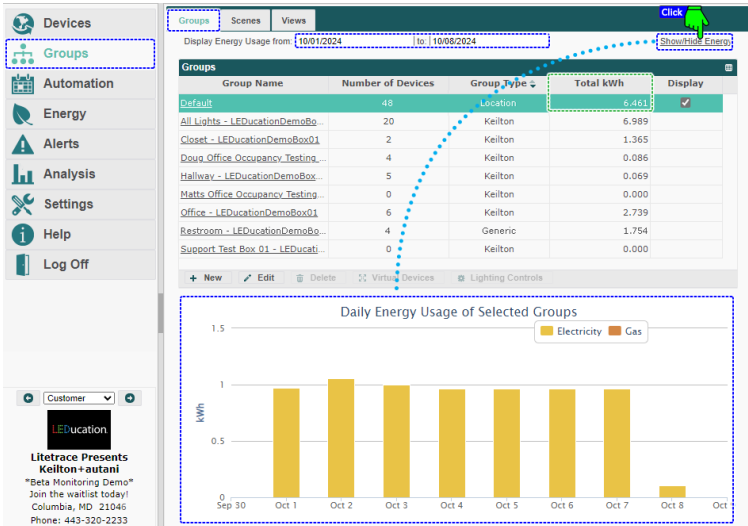 Devices
Groups
Automation
Energy
Alerts
Analysis
Settings
Help
Log Off
Customer
LEDucation
Litetrace Presents
Keilton+autani
*Beta Monitoring Demo*
Join the waitlist today!
Columbia, MD 21046
Phone: 443-320-2233
Groups Scenes Views
Click
Display Energy Usage from: 10/01/2024 to: 10/08/2024 Show/Hide Energy
Groups
Group Name Number of Devices Group Type Total kWh Display
Default 48 Location 6.461
All Lights - LEDucationDemoBo... 20 Keilton 6.989
Closet - LEDucationDemoBox01 2 Keilton 1.365
Doug Office Occupancy Testing ... 4 Keilton 0.086
Hallway - LEDucationDemoBox... 5 Keilton 0.069
Matts Office Occupancy Testing... 0 Keilton 0.000
Office - LEDucationDemoBox01 6 Keilton 2.739
Restroom - LEDucationDemoBo... 4 Generic 1.754
Support Test Box 01 - LEDucati... 0 Keilton 0.000
+ New Edit Delete Virtual Devices Lighting Controls
Daily Energy Usage of Selected Groups
Electricity Gas
kWh
1.5
1
0.5
0
Sep 30 Oct 1 Oct 2 Oct 3 Oct 4 Oct 5 Oct 6 Oct 7 Oct 8 Oct